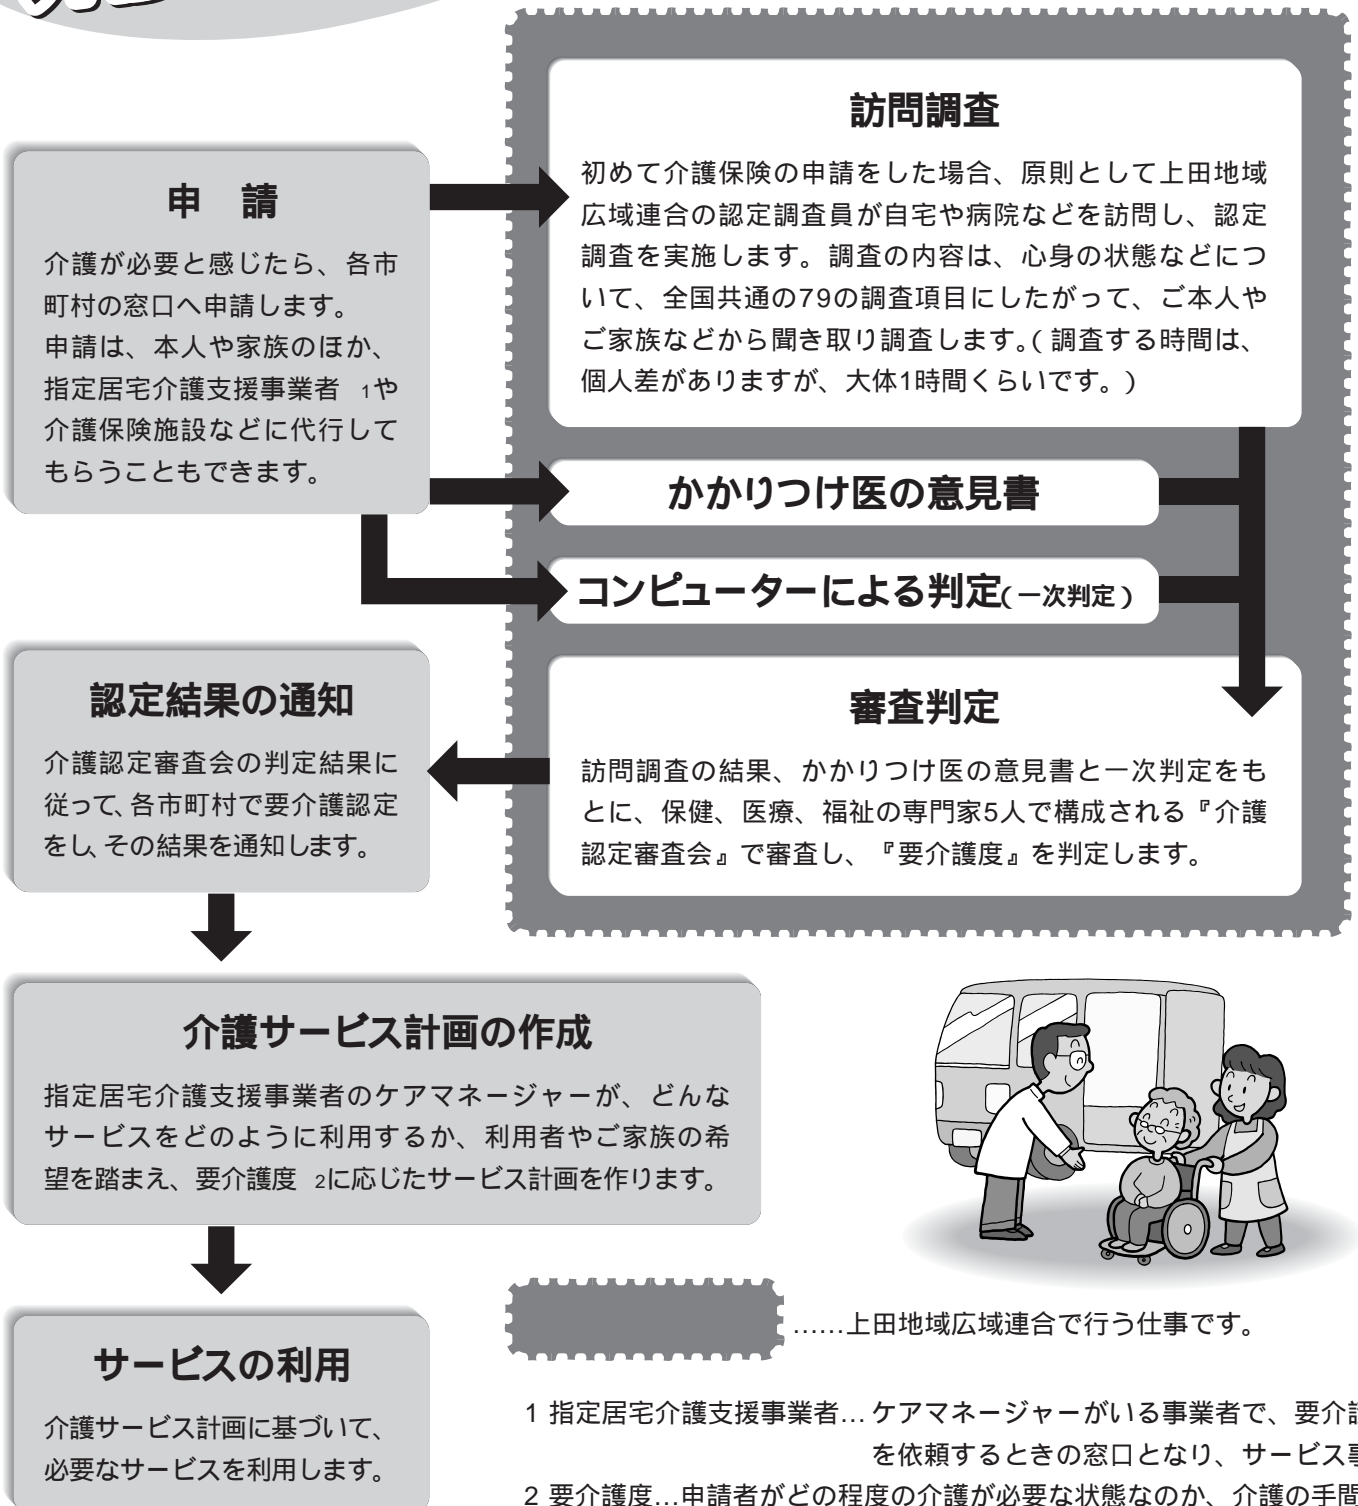 申　請
介護が必要と感じたら、各市
町村の窓口へ申請します。
申請は、本人や家族のほか、
指定居宅介護支援事業者 1や
介護保険施設などに代行して
もらうこともできます。
訪問調査
初めて介護保険の申請をした場合、原則として上田地域
広域連合の認定調査員が自宅や病院などを訪問し、認定
調査を実施します。調査の内容は、心身の状態などにつ
いて、全国共通の79の調査項目にしたがって、ご本人や
ご家族などから聞き取り調査します。(調査する時間は、
個人差がありますが、大体1時間くらいです。)
かかりつけ医の意見書
コンピューターによる判定(一次判定)
審査判定
訪問調査の結果、かかりつけ医の意見書と一次判定をも
とに、保健、医療、福祉の専門家5人で構成される『介護
認定審査会』で審査し、『要介護度』を判定します。
認定結果の通知
介護認定審査会の判定結果に
従って、各市町村で要介護認定
をし、その結果を通知します。
介護サービス計画の作成
指定居宅介護支援事業者のケアマネージャーが、どんな
サービスをどのように利用するか、利用者やご家族の希
望を踏まえ、要介護度 2に応じたサービス計画を作ります。
サービスの利用
介護サービス計画に基づいて、
必要なサービスを利用します。
……上田地域広域連合で行う仕事です。
1 指定居宅介護支援事業者…ケアマネージャーがいる事業者で、要介
を依頼するときの窓口となり、サービス事
2 要介護度…申請者がどの程度の介護が必要な状態なのか、介護の手間